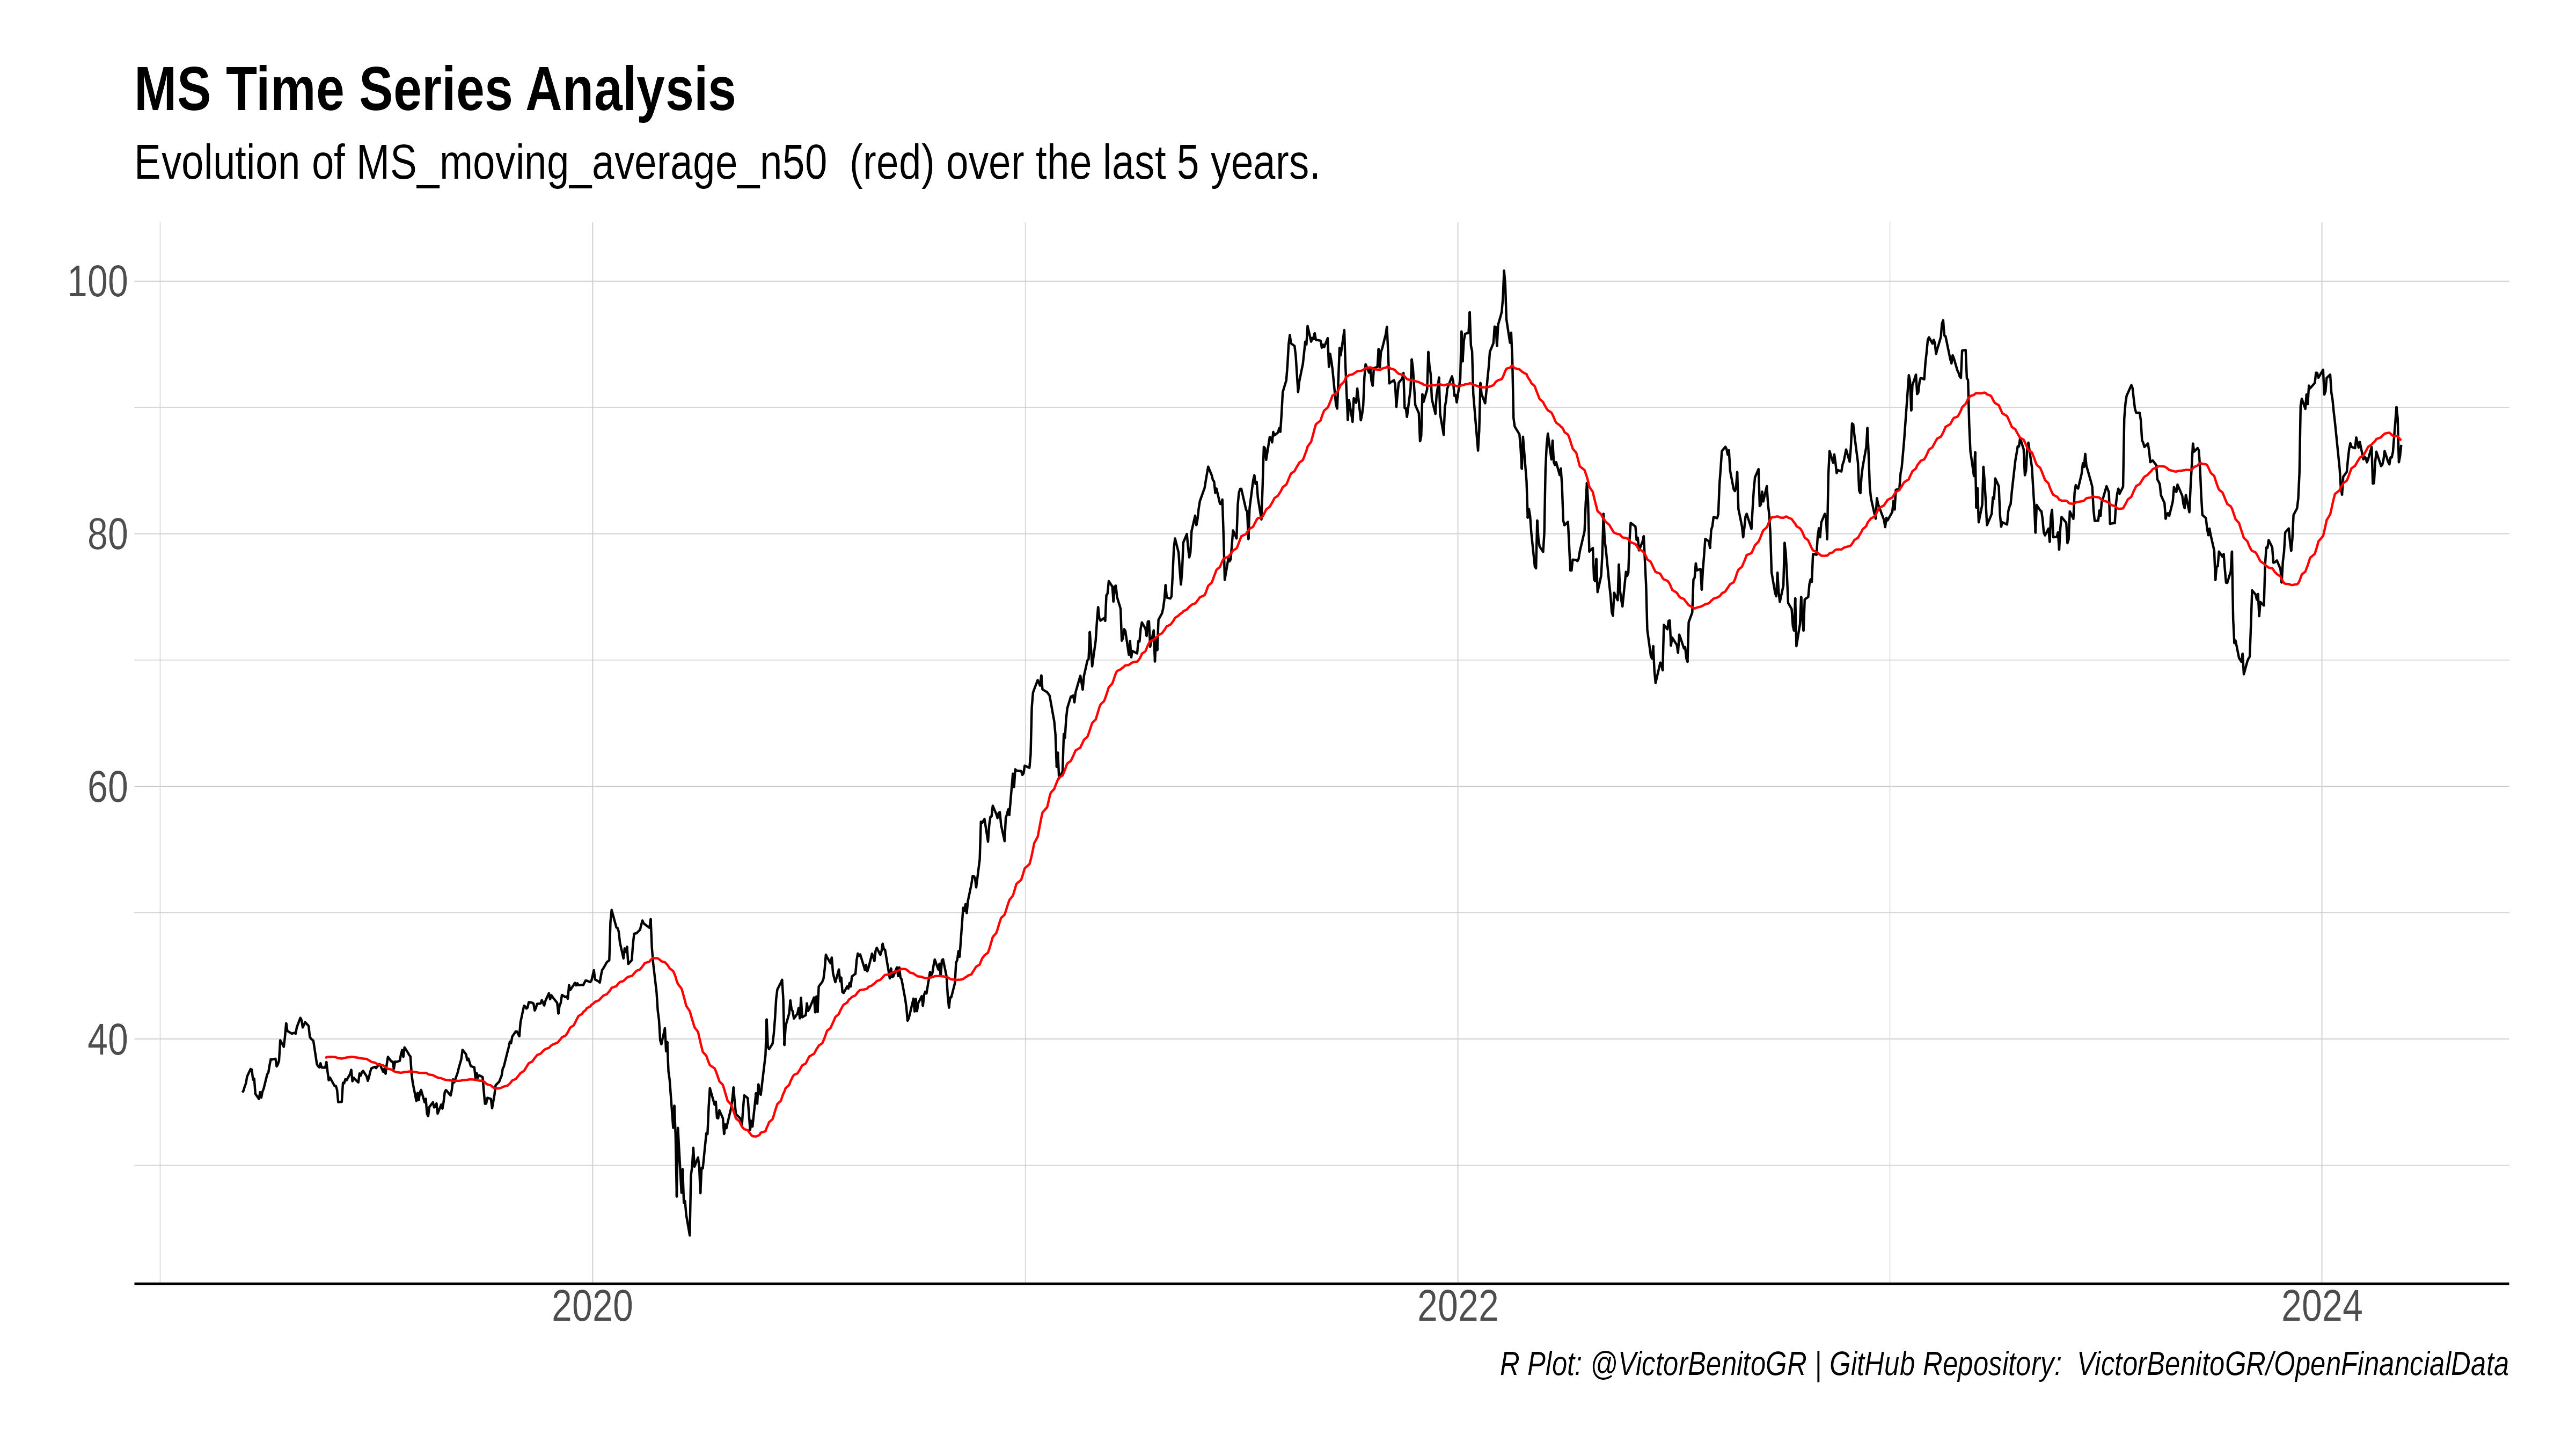 MS Time Series Analysis
Evolution of MS_moving_average_n50  (red) over the last 5 years.
100
80
60
40
2020 2022 2024
R Plot: @VictorBenitoGR | GitHub Repository:  VictorBenitoGR/OpenFinancialData